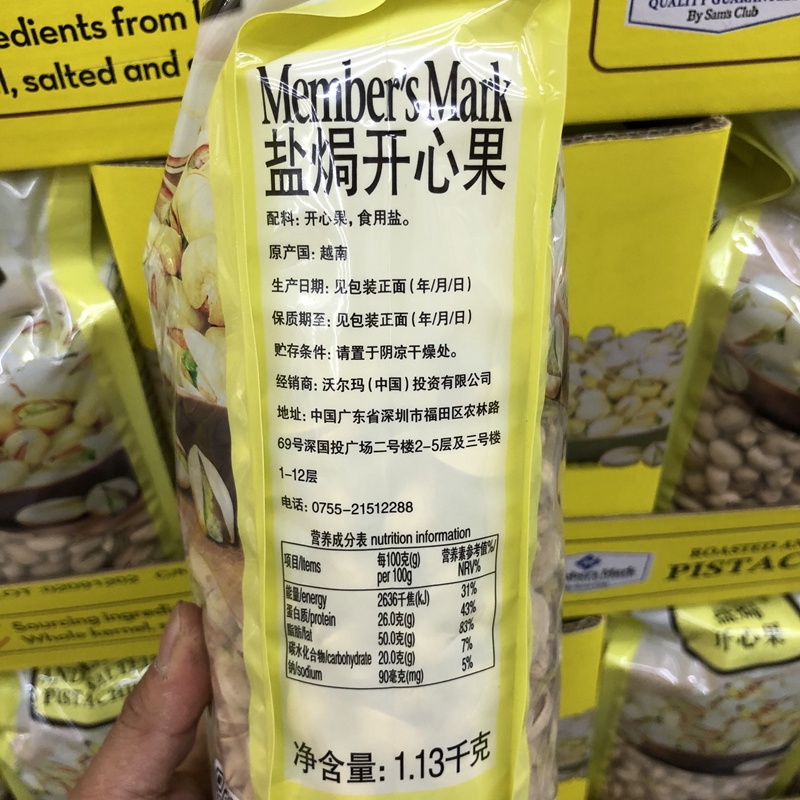 edients from
l, salted and
QUALITY GUARANTEED
By Sam's Club
Member's Mark
盐焗开心果
配料: 开心果, 食用盐。
原产国: 越南
生产日期: 见包装正面 (年/月/日)
保质期至: 见包装正面 (年/月/日)
贮存条件: 请置于阴凉干燥处。
经销商: 沃尔玛 (中国) 投资有限公司
地址: 中国广东省深圳市福田区农林路
69号深国投广场二号楼2-5层及三号楼
1-12层
电话: 0755-21512288
营养成分表 nutrition information
项目/Items 每100克(g) per 100g 营养素参考值%/ NRV%
能量/energy 2636千焦(kJ) 31%
蛋白质/protein 26.0克(g) 43%
脂肪/fat 50.0克(g) 83%
碳水化合物/carbohydrate 20.0克(g) 7%
钠/sodium 90毫克(mg) 5%
净含量: 1.13千克
Sourcing Ingredi
Whole kernel, s
Member's Mark
ROASTED AN
PISTAC
盐焗
开心果
PISTACH